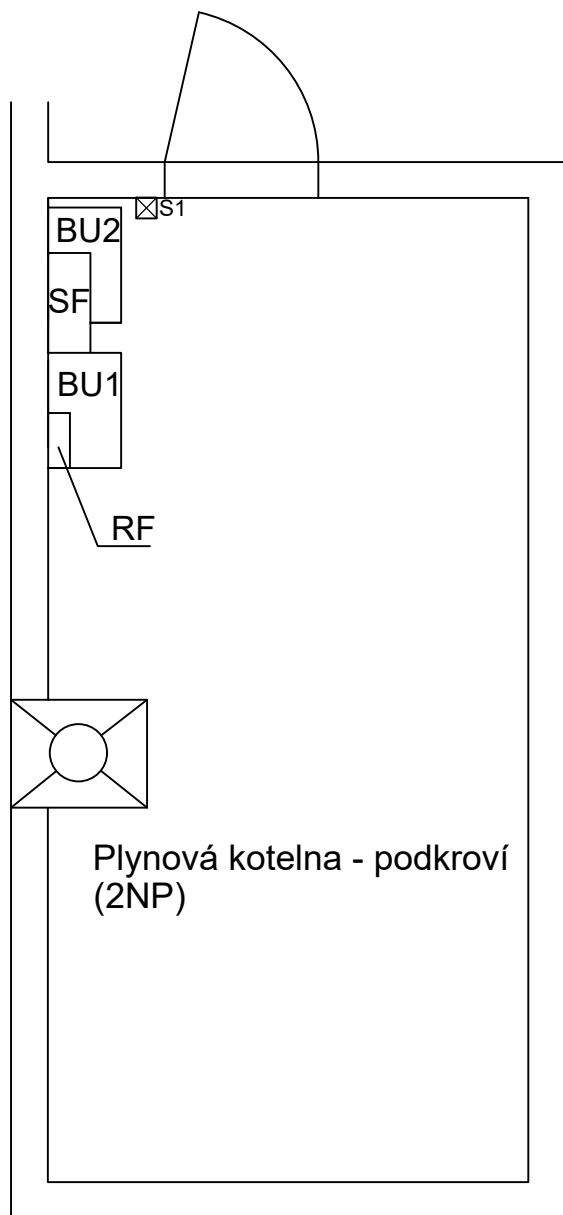 S1
BU2
SF
BU1
RF
Plynová kotelna - podkroví
(2NP)